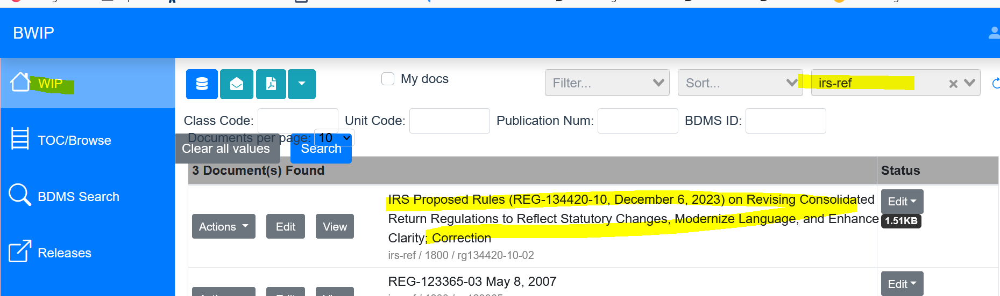 BWIP
WIP
TOC/Browse
BDMS Search
Releases
My docs
Filter...
Sort...
irs-ref
Class Code:
Unit Code:
Publication Num:
BDMS ID:
Documents per page: 10
Clear all values
Search
3 Document(s) Found
Status
Actions
Edit
View
IRS Proposed Rules (REG-134420-10, December 6, 2023) on Revising Consolidated
Return Regulations to Reflect Statutory Changes, Modernize Language, and Enhance
Clarity; Correction
irs-ref / 1800 / rg134420-10-02
Edit
1.51KB
REG-123365-03 May 8, 2007
Edit